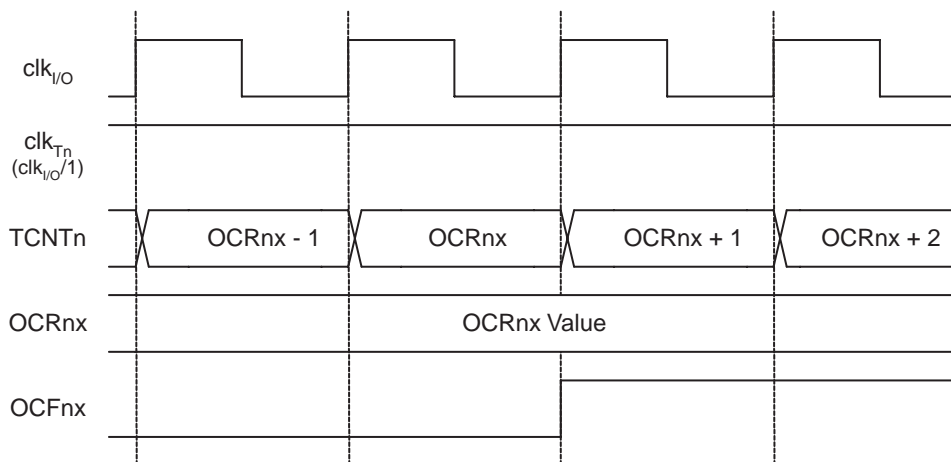 clkI/O
clkTn
(clkI/O/1)
TCNTn
OCRnx - 1
OCRnx
OCRnx + 1
OCRnx + 2
OCRnx
OCRnx Value
OCFnx